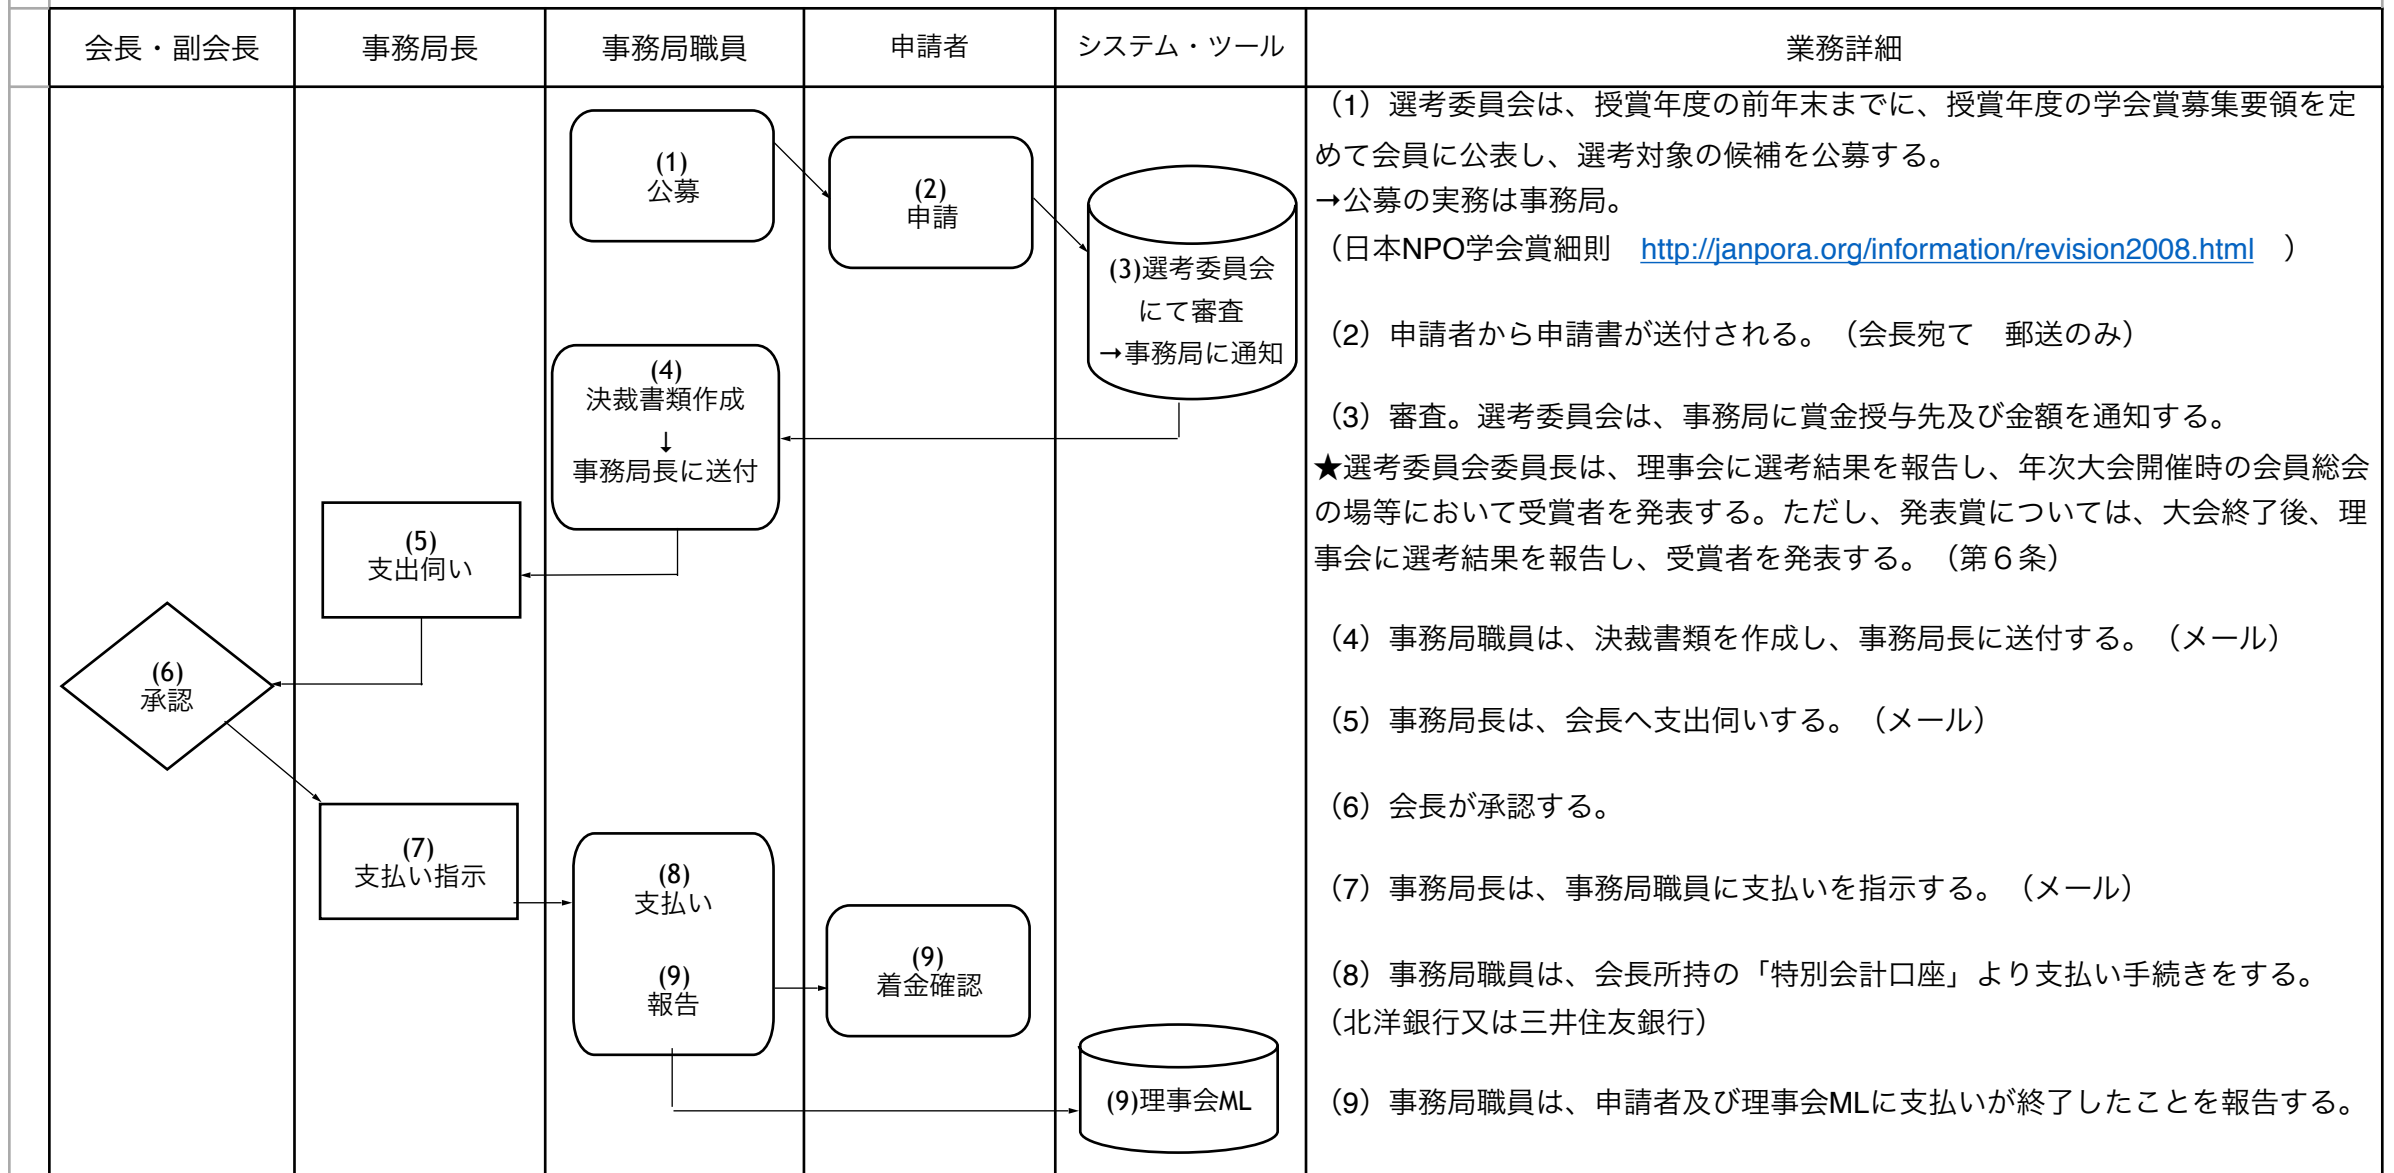 会長・副会長
事務局長
事務局職員
申請者
システム・ツール
業務詳細
(1)
公募
(2)
申請
(3)選考委員会
にて審査
→事務局に通知
(4)
決裁書類作成
↓
事務局長に送付
(5)
支出伺い
(6)
承認
(7)
支払い指示
(8)
支払い
(9)
報告
(9)
着金確認
(9)理事会ML
（1）選考委員会は、授賞年度の前年末までに、授賞年度の学会賞募集要領を定
めて会員に公表し、選考対象の候補を公募する。
→公募の実務は事務局。
（日本NPO学会賞細則　http://janpora.org/information/revision2008.html　）
（2）申請者から申請書が送付される。（会長宛て　郵送のみ）
（3）審査。選考委員会は、事務局に賞金授与先及び金額を通知する。
★選考委員会委員長は、理事会に選考結果を報告し、年次大会開催時の会員総会
の場等において受賞者を発表する。ただし、発表賞については、大会終了後、理
事会に選考結果を報告し、受賞者を発表する。（第６条）
（4）事務局職員は、決裁書類を作成し、事務局長に送付する。（メール）
（5）事務局長は、会長へ支出伺いする。（メール）
（6）会長が承認する。
（7）事務局長は、事務局職員に支払いを指示する。（メール）
（8）事務局職員は、会長所持の「特別会計口座」より支払い手続きをする。
（北洋銀行又は三井住友銀行）
（9）事務局職員は、申請者及び理事会MLに支払いが終了したことを報告する。